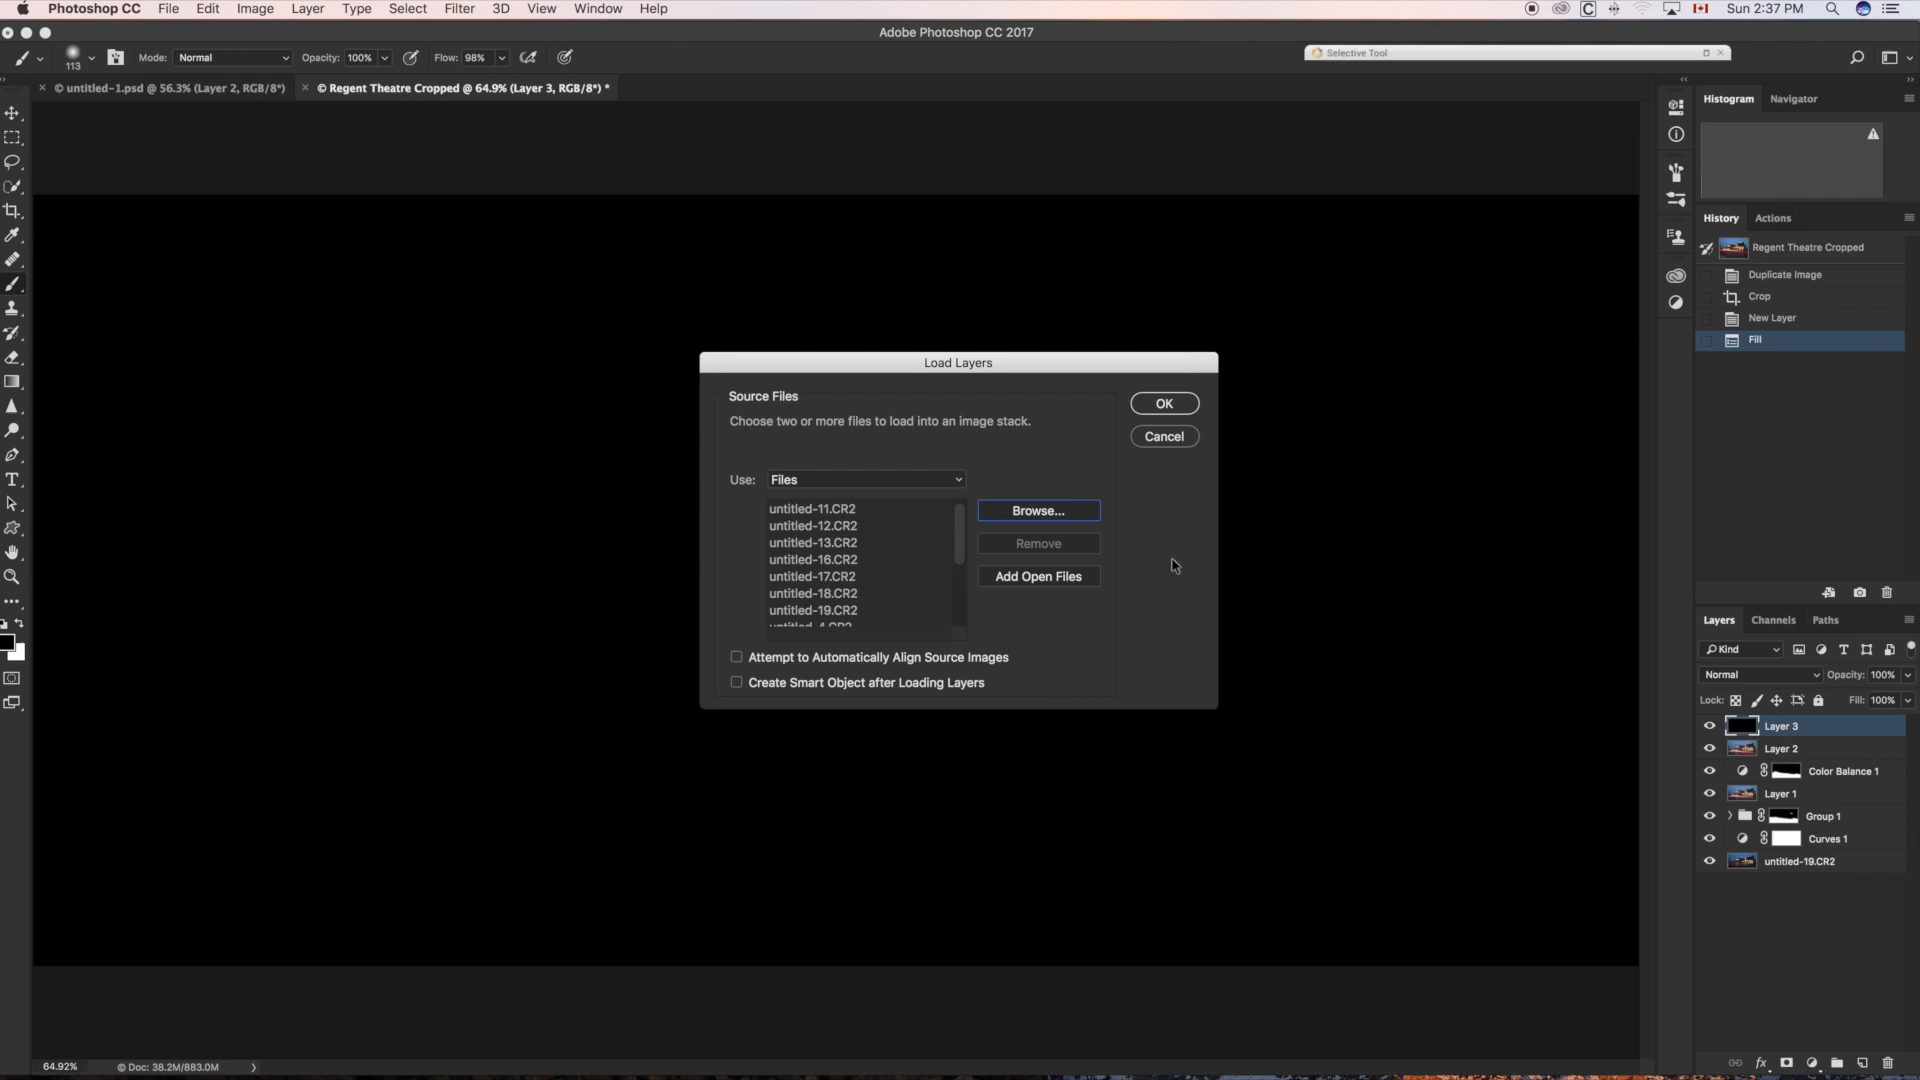 Photoshop CC File Edit Image Layer Type Select Filter 3D View Window Help Sun 2:37 PM
Adobe Photoshop CC 2017
113 Mode: Normal Opacity: 100% Flow: 98%
Selective Tool
© untitled-1.psd @ 56.3% (Layer 2, RGB/8*) © Regent Theatre Cropped @ 64.9% (Layer 3, RGB/8*) *
Histogram Navigator
History Actions
Regent Theatre Cropped
Duplicate Image
Crop
New Layer
Fill
Load Layers
Source Files
Choose two or more files to load into an image stack.
OK
Cancel
Use: Files
untitled-11.CR2
untitled-12.CR2
untitled-13.CR2
untitled-16.CR2
untitled-17.CR2
untitled-18.CR2
untitled-19.CR2
untitled-4.CR2
Browse...
Remove
Add Open Files
Attempt to Automatically Align Source Images
Create Smart Object after Loading Layers
Layers Channels Paths
Kind
Normal Opacity: 100%
Lock: Fill: 100%
Layer 3
Layer 2
Color Balance 1
Layer 1
Group 1
Curves 1
untitled-19.CR2
fx
64.92% © Doc: 38.2M/883.0M